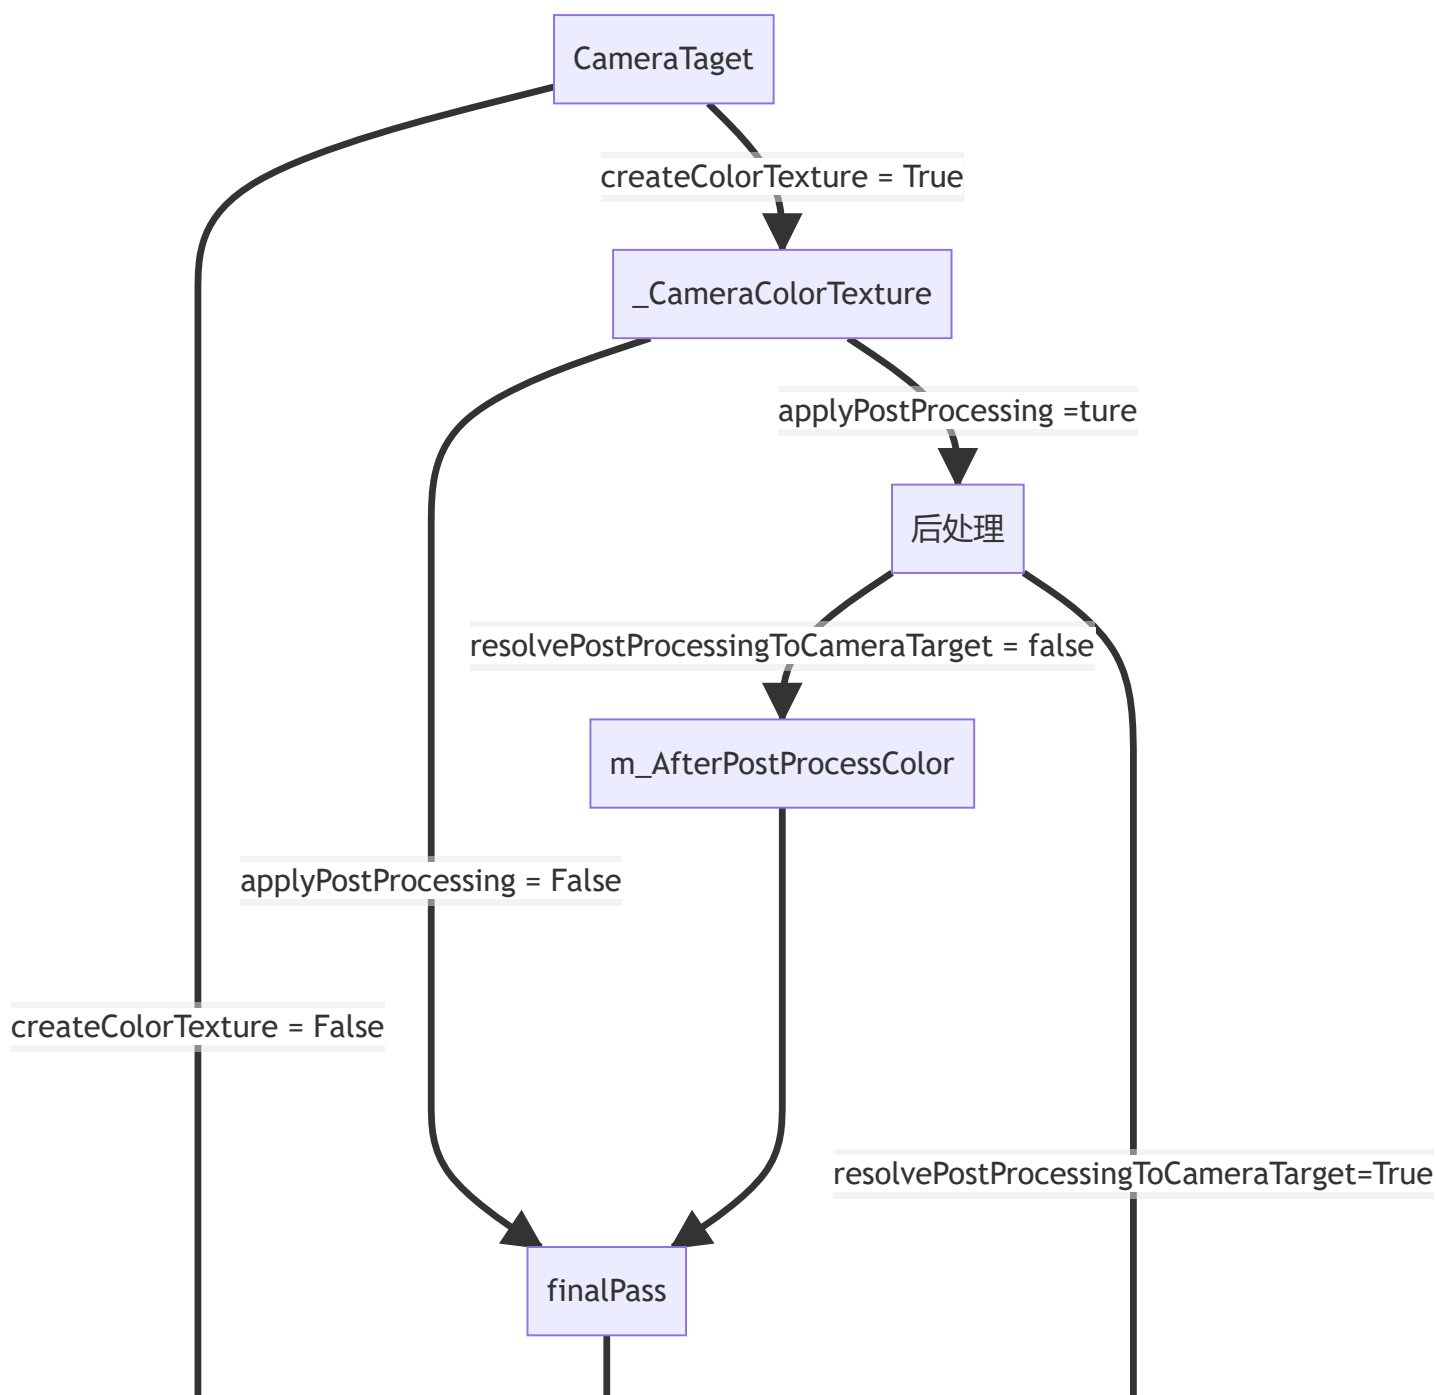 CameraTaget
createColorTexture = True
_CameraColorTexture
applyPostProcessing =ture
后处理
resolvePostProcessingToCameraTarget = false
m_AfterPostProcessColor
applyPostProcessing = False
createColorTexture = False
resolvePostProcessingToCameraTarget=True
finalPass